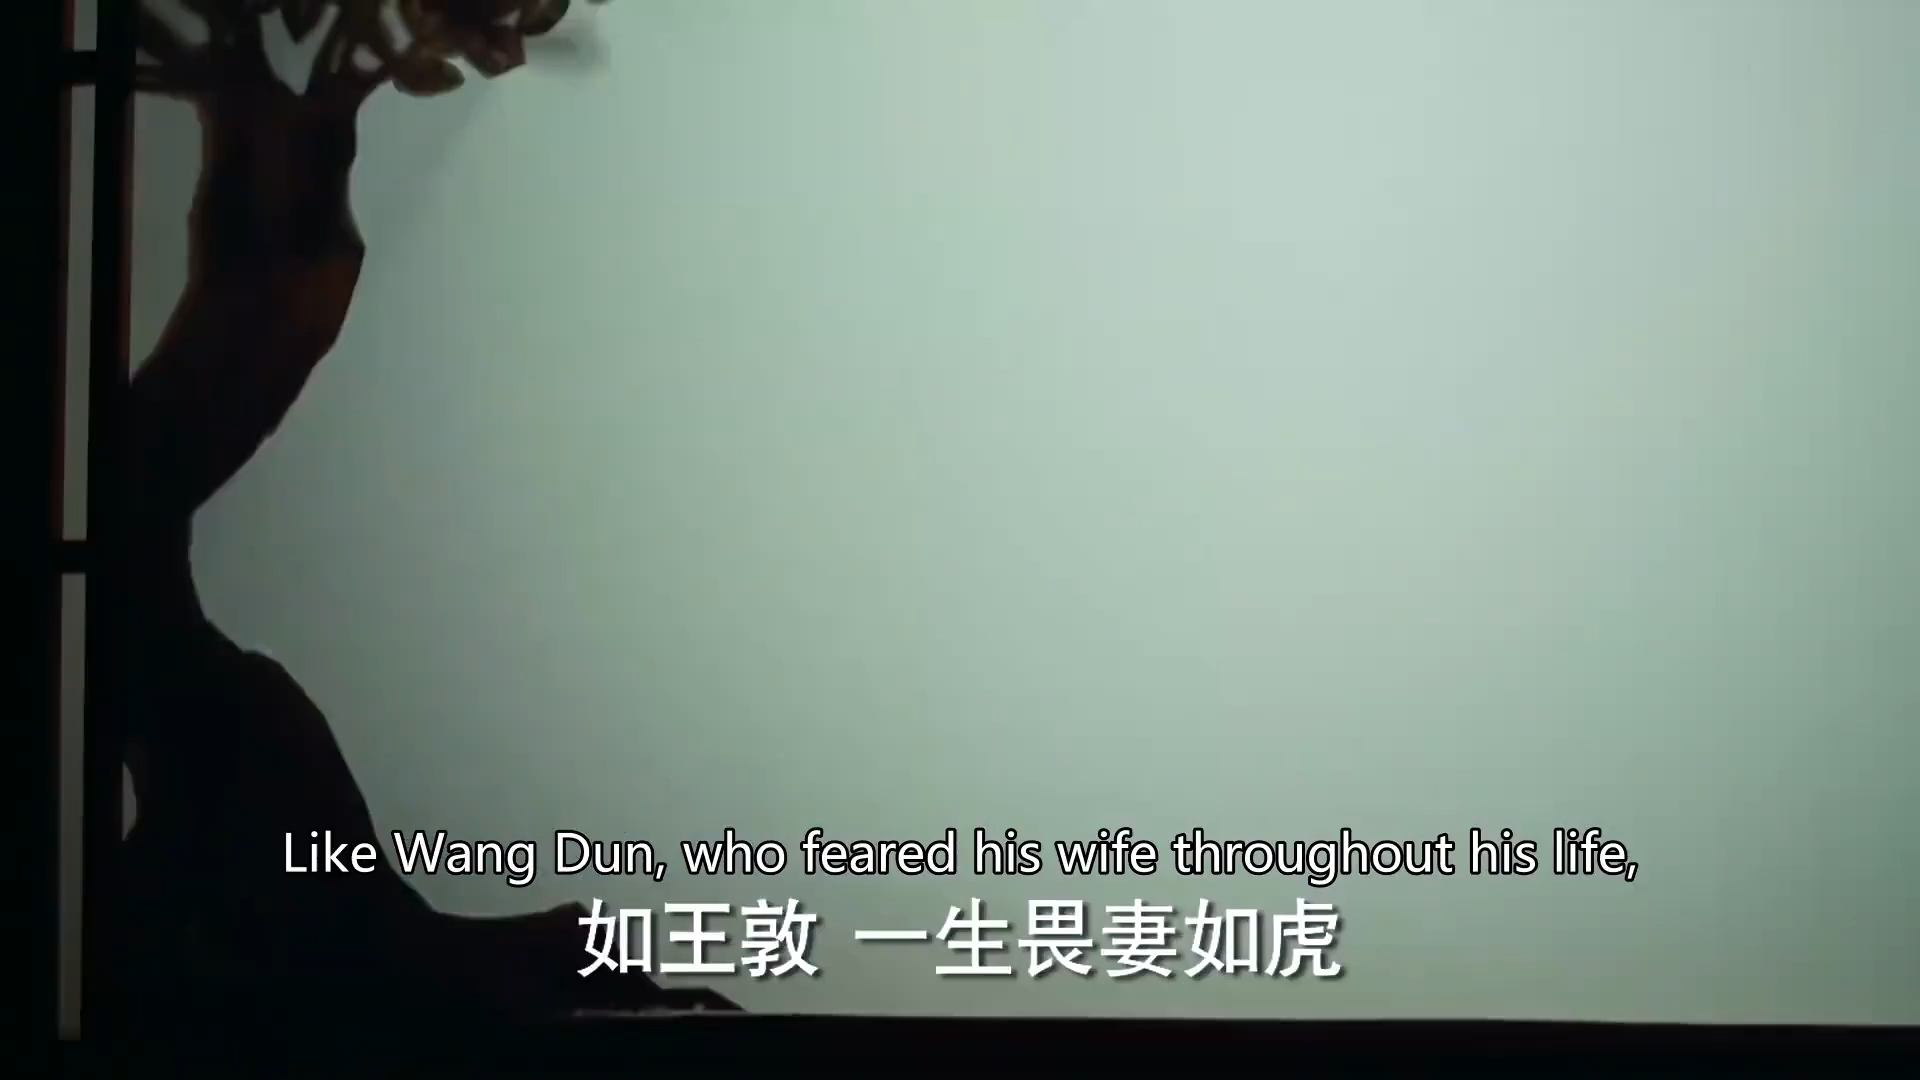 Like Wang Dun, who feared his wife throughout his life,
如王敦 一生畏妻如虎